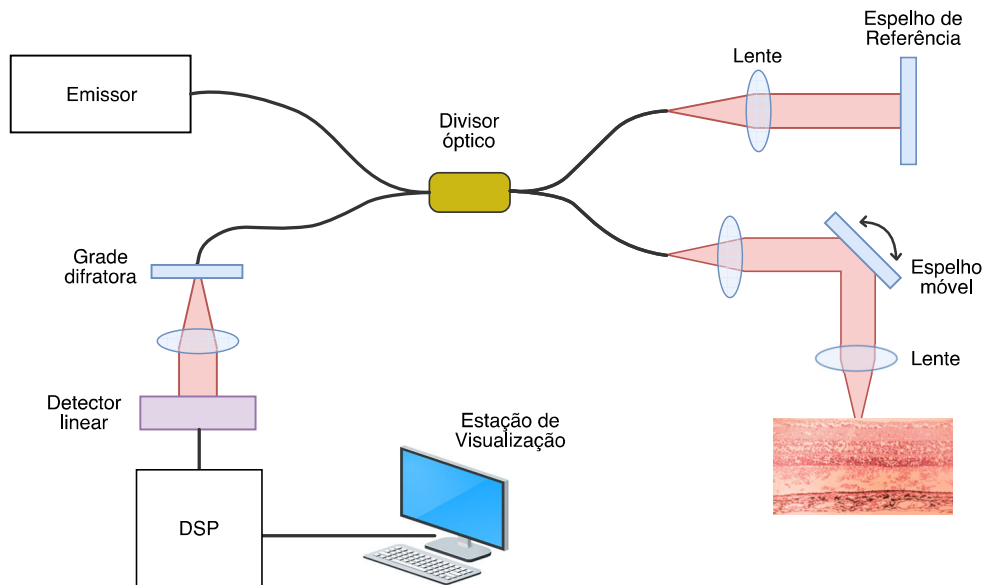 Espelho de
Referência
Lente
Emissor
Divisor
óptico
Grade
difratora
Espelho
móvel
Lente
Detector
linear
Estação de
Visualização
DSP